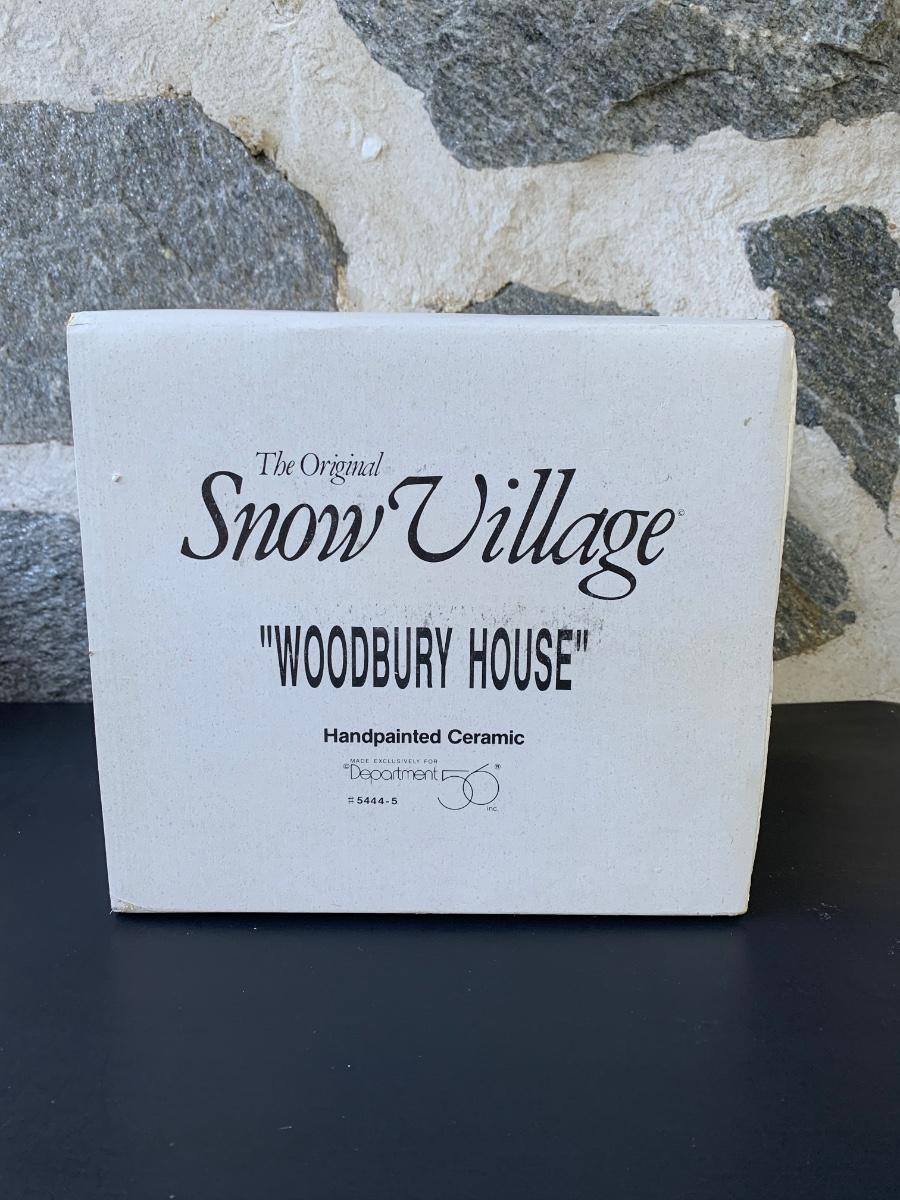 The Original
Snow Village©
"WOODBURY HOUSE"
Handpainted Ceramic
MADE EXCLUSIVELY FOR
©Department 56®
#5444-5
inc.